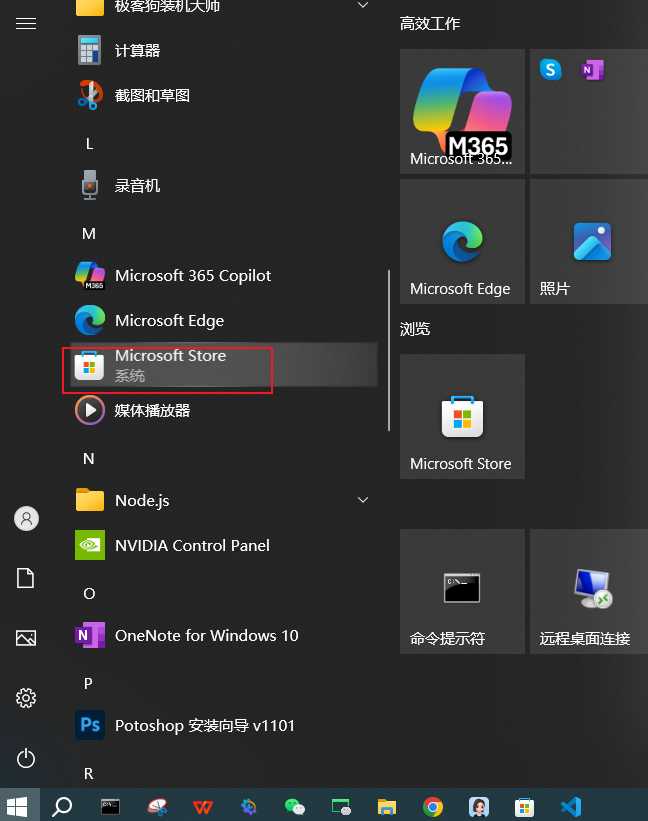 极客狗装机大师
计算器
截图和草图
L
录音机
M
Microsoft 365 Copilot
Microsoft Edge
Microsoft Store
系统
媒体播放器
N
Node.js
NVIDIA Control Panel
O
OneNote for Windows 10
P
Potoshop 安装向导 v1101
R
高效工作
M365
Microsoft 365...
Microsoft Edge
照片
浏览
Microsoft Store
命令提示符
远程桌面连接